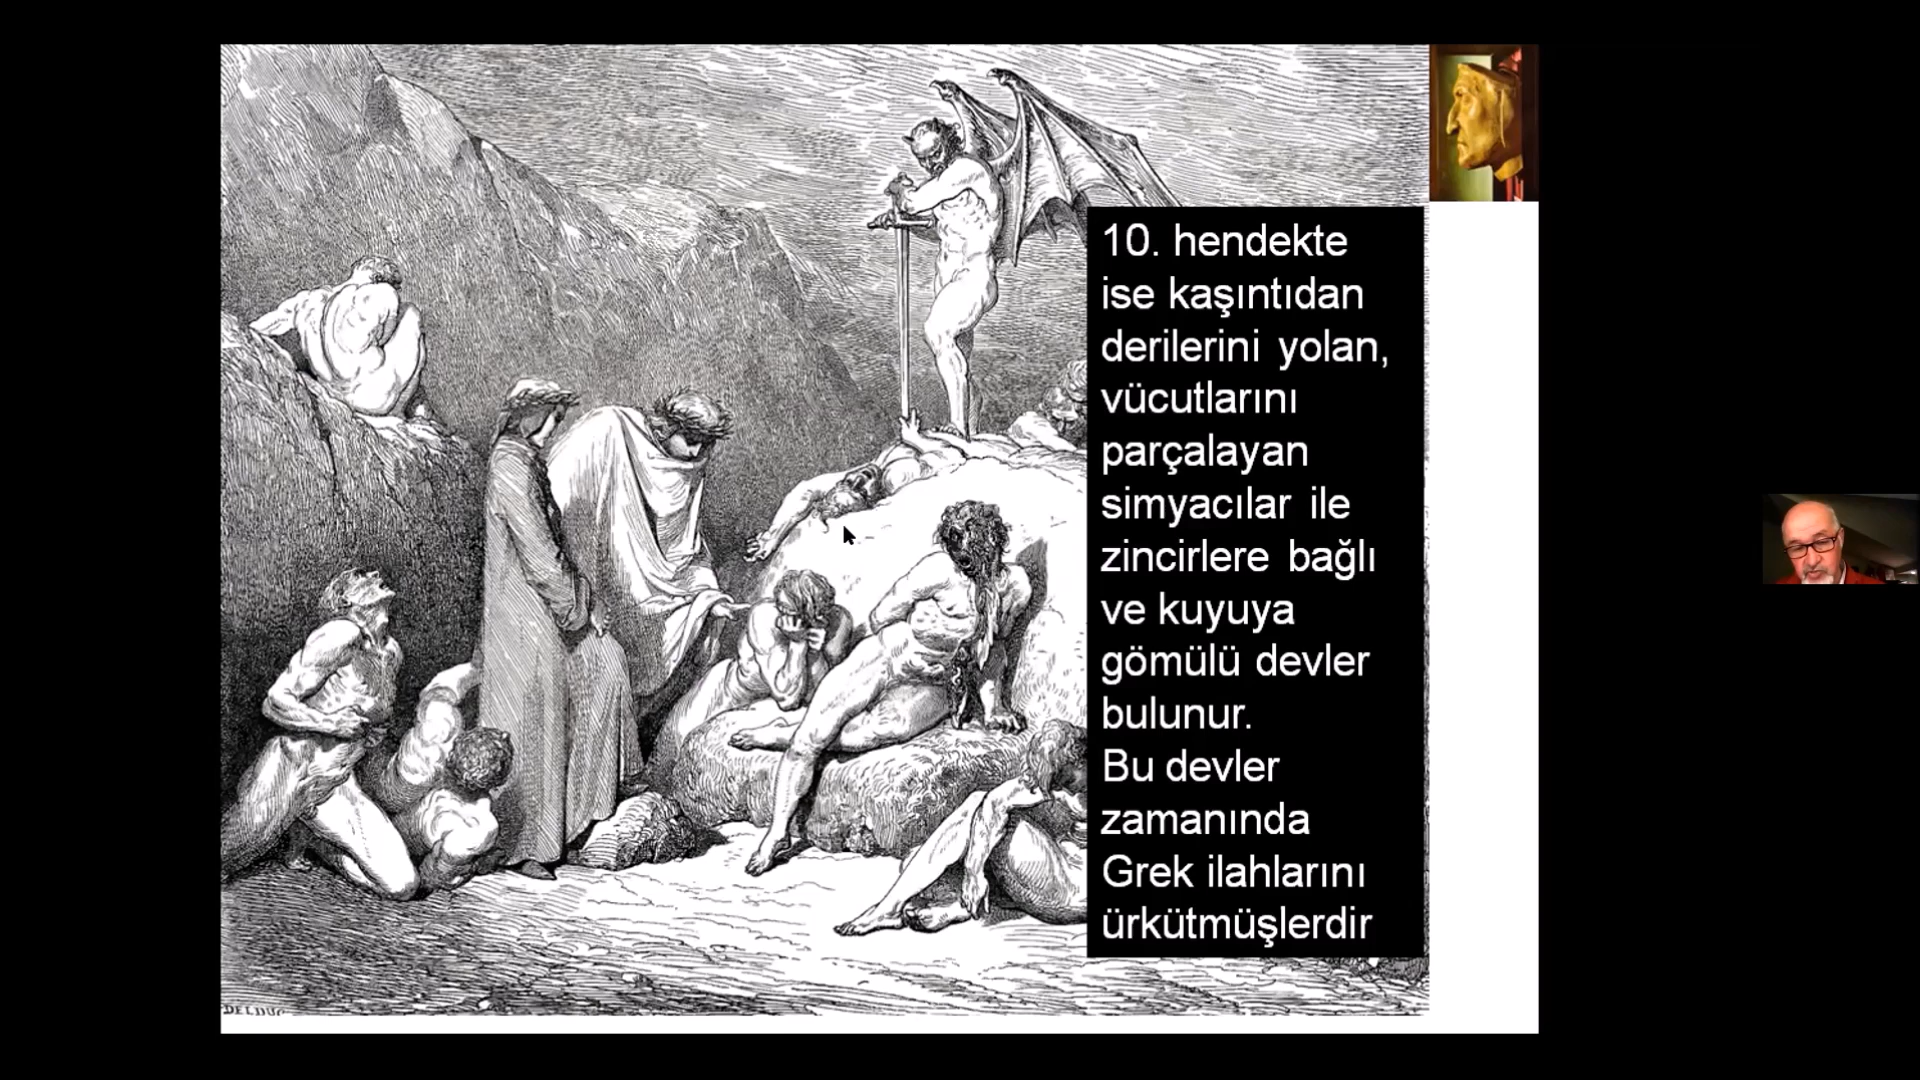 10. hendekte
ise kaşıntıdan
derilerini yolan,
vücutlarını
parçalayan
simyacılar ile
zincirlere bağlı
ve kuyuya
gömülü devler
bulunur.
Bu devler
zamanında
Grek ilahlarını
ürkütmüşlerdir